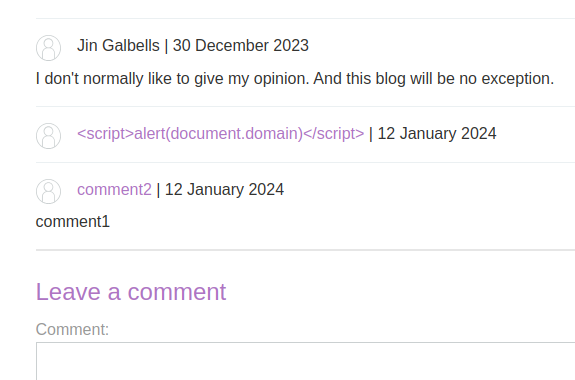 Jin Galbells | 30 December 2023
I don't normally like to give my opinion. And this blog will be no exception.
<script>alert(document.domain)</script> | 12 January 2024
comment2 | 12 January 2024
comment1
Leave a comment
Comment: